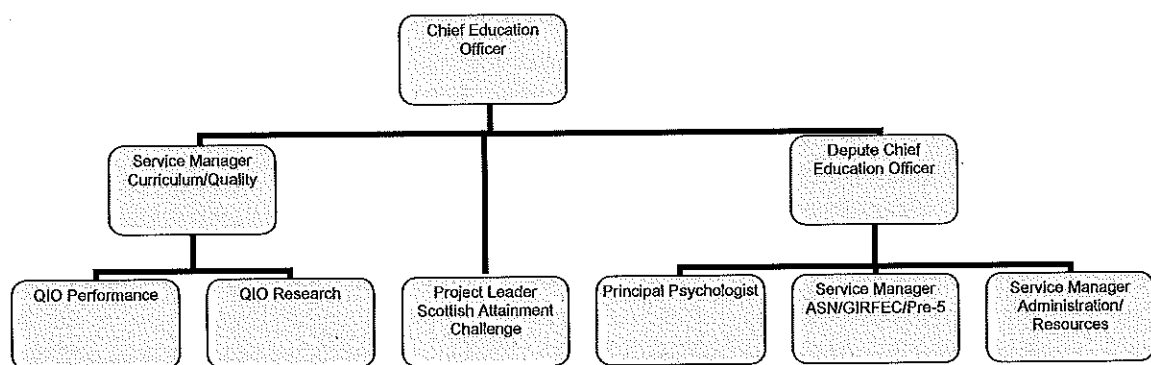 Chief Education
Officer
Service Manager
Curriculum/Quality
Depute Chief
Education Officer
QIO Performance
QIO Research
Project Leader
Scottish Attainment
Challenge
Principal Psychologist
Service Manager
ASN/GIRFEC/Pre-5
Service Manager
Administration/
Resources